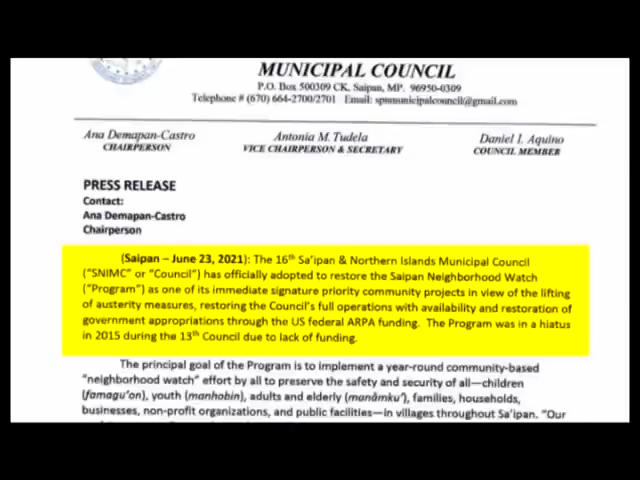 MUNICIPAL COUNCIL
P.O. Box 500309 CK, Saipan, MP. 96950-0309
Telephone # (670) 664-2700/2701 Email: spnmunicipalcouncil@gmail.com
Ana Demapan-Castro Antonia M. Tudela Daniel I. Aquino
CHAIRPERSON VICE CHAIRPERSON & SECRETARY COUNCIL MEMBER
PRESS RELEASE
Contact:
Ana Demapan-Castro
Chairperson
(Saipan – June 23, 2021): The 16th Sa'ipan & Northern Islands Municipal Council
("SNIMC" or "Council") has officially adopted to restore the Saipan Neighborhood Watch
("Program") as one of its immediate signature priority community projects in view of the lifting
of austerity measures, restoring the Council's full operations with availability and restoration of
government appropriations through the US federal ARPA funding. The Program was in a hiatus
in 2015 during the 13th Council due to lack of funding.
The principal goal of the Program is to implement a year-round community-based
"neighborhood watch" effort by all to preserve the safety and security of all—children
(famagu'on), youth (manhobin), adults and elderly (manåmku'), families, households,
businesses, non-profit organizations, and public facilities—in villages throughout Sa'ipan. "Our